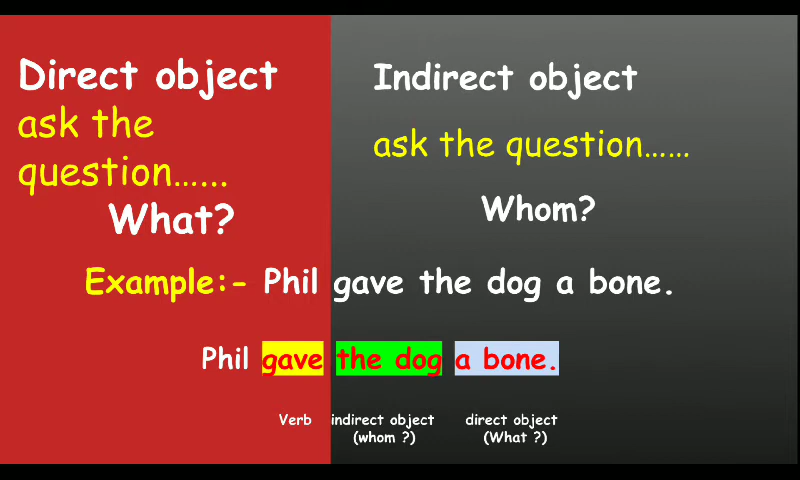 Direct object
ask the
question......
What?
Indirect object
ask the question......
Whom?
Example:- Phil gave the dog a bone.
Phil gave the dog a bone.
Verb indirect object direct object
(whom ?) (What ?)